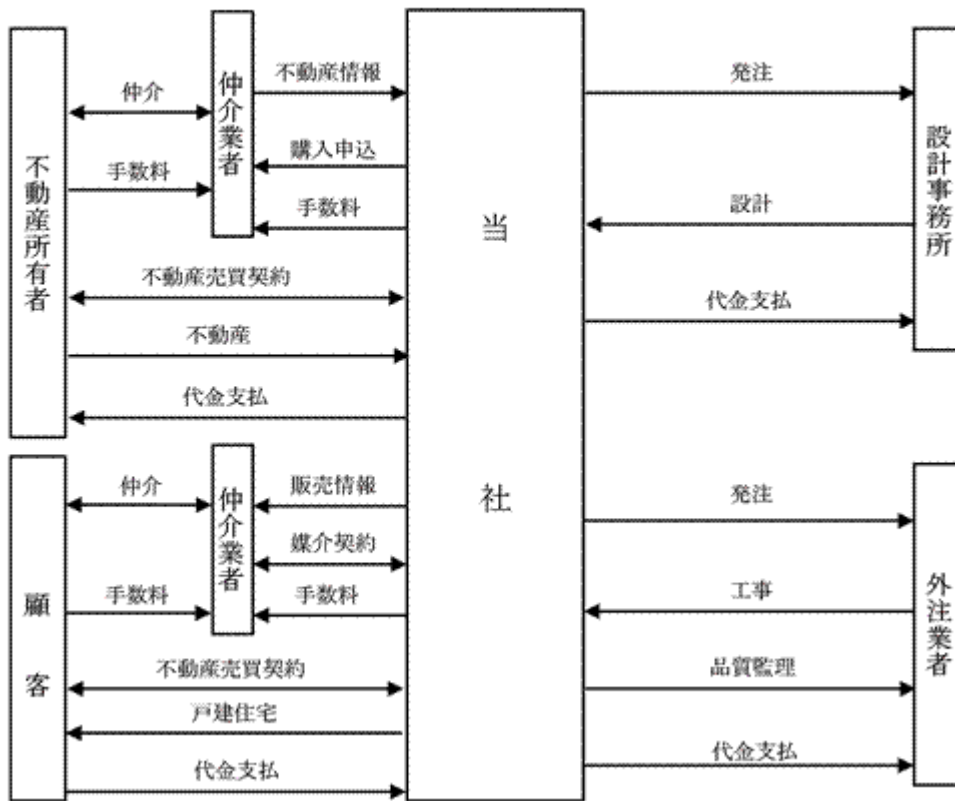 不動産所有者
仲介
手数料
仲介業者
不動産情報
購入申込
手数料
不動産売買契約
不動産
代金支払
当社
発注
設計
代金支払
設計事務所
顧客
仲介
手数料
仲介業者
販売情報
媒介契約
手数料
不動産売買契約
戸建住宅
代金支払
発注
工事
品質監理
代金支払
外注業者